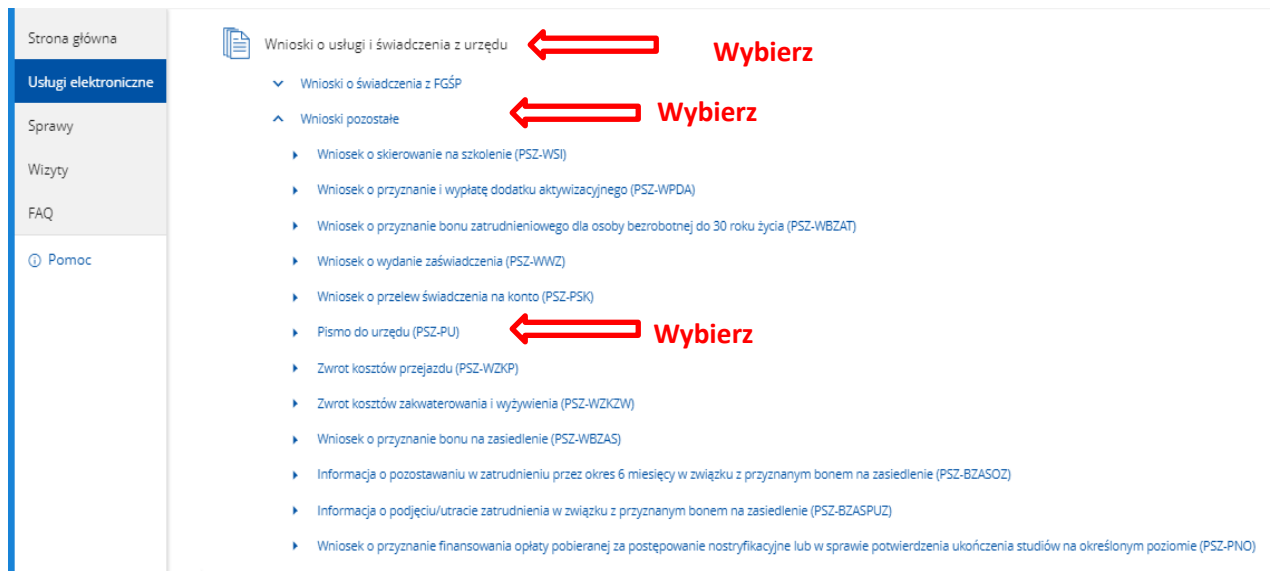 Strona główna
Usługi elektroniczne
Sprawy
Wizyty
FAQ
Pomoc
Wnioski o usługi i świadczenia z urzędu
Wybierz
Wnioski o świadczenia z FGŚP
Wnioski pozostałe
Wybierz
Wniosek o skierowanie na szkolenie (PSZ-WSI)
Wniosek o przyznanie i wypłatę dodatku aktywizacyjnego (PSZ-WPDA)
Wniosek o przyznanie bonu zatrudnieniowego dla osoby bezrobotnej do 30 roku życia (PSZ-WBZAT)
Wniosek o wydanie zaświadczenia (PSZ-WWZ)
Wniosek o przelew świadczenia na konto (PSZ-PSK)
Pismo do urzędu (PSZ-PU)
Wybierz
Zwrot kosztów przejazdu (PSZ-WZKP)
Zwrot kosztów zakwaterowania i wyżywienia (PSZ-WZKZW)
Wniosek o przyznanie bonu na zasiedlenie (PSZ-WBZAS)
Informacja o pozostawaniu w zatrudnieniu przez okres 6 miesięcy w związku z przyznanym bonem na zasiedlenie (PSZ-BZASOZ)
Informacja o podjęciu/utracie zatrudnienia w związku z przyznanym bonem na zasiedlenie (PSZ-BZASPUZ)
Wniosek o przyznanie finansowania opłaty pobieranej za postępowanie nostryfikacyjne lub w sprawie potwierdzenia ukończenia studiów na określonym poziomie (PSZ-PNO)